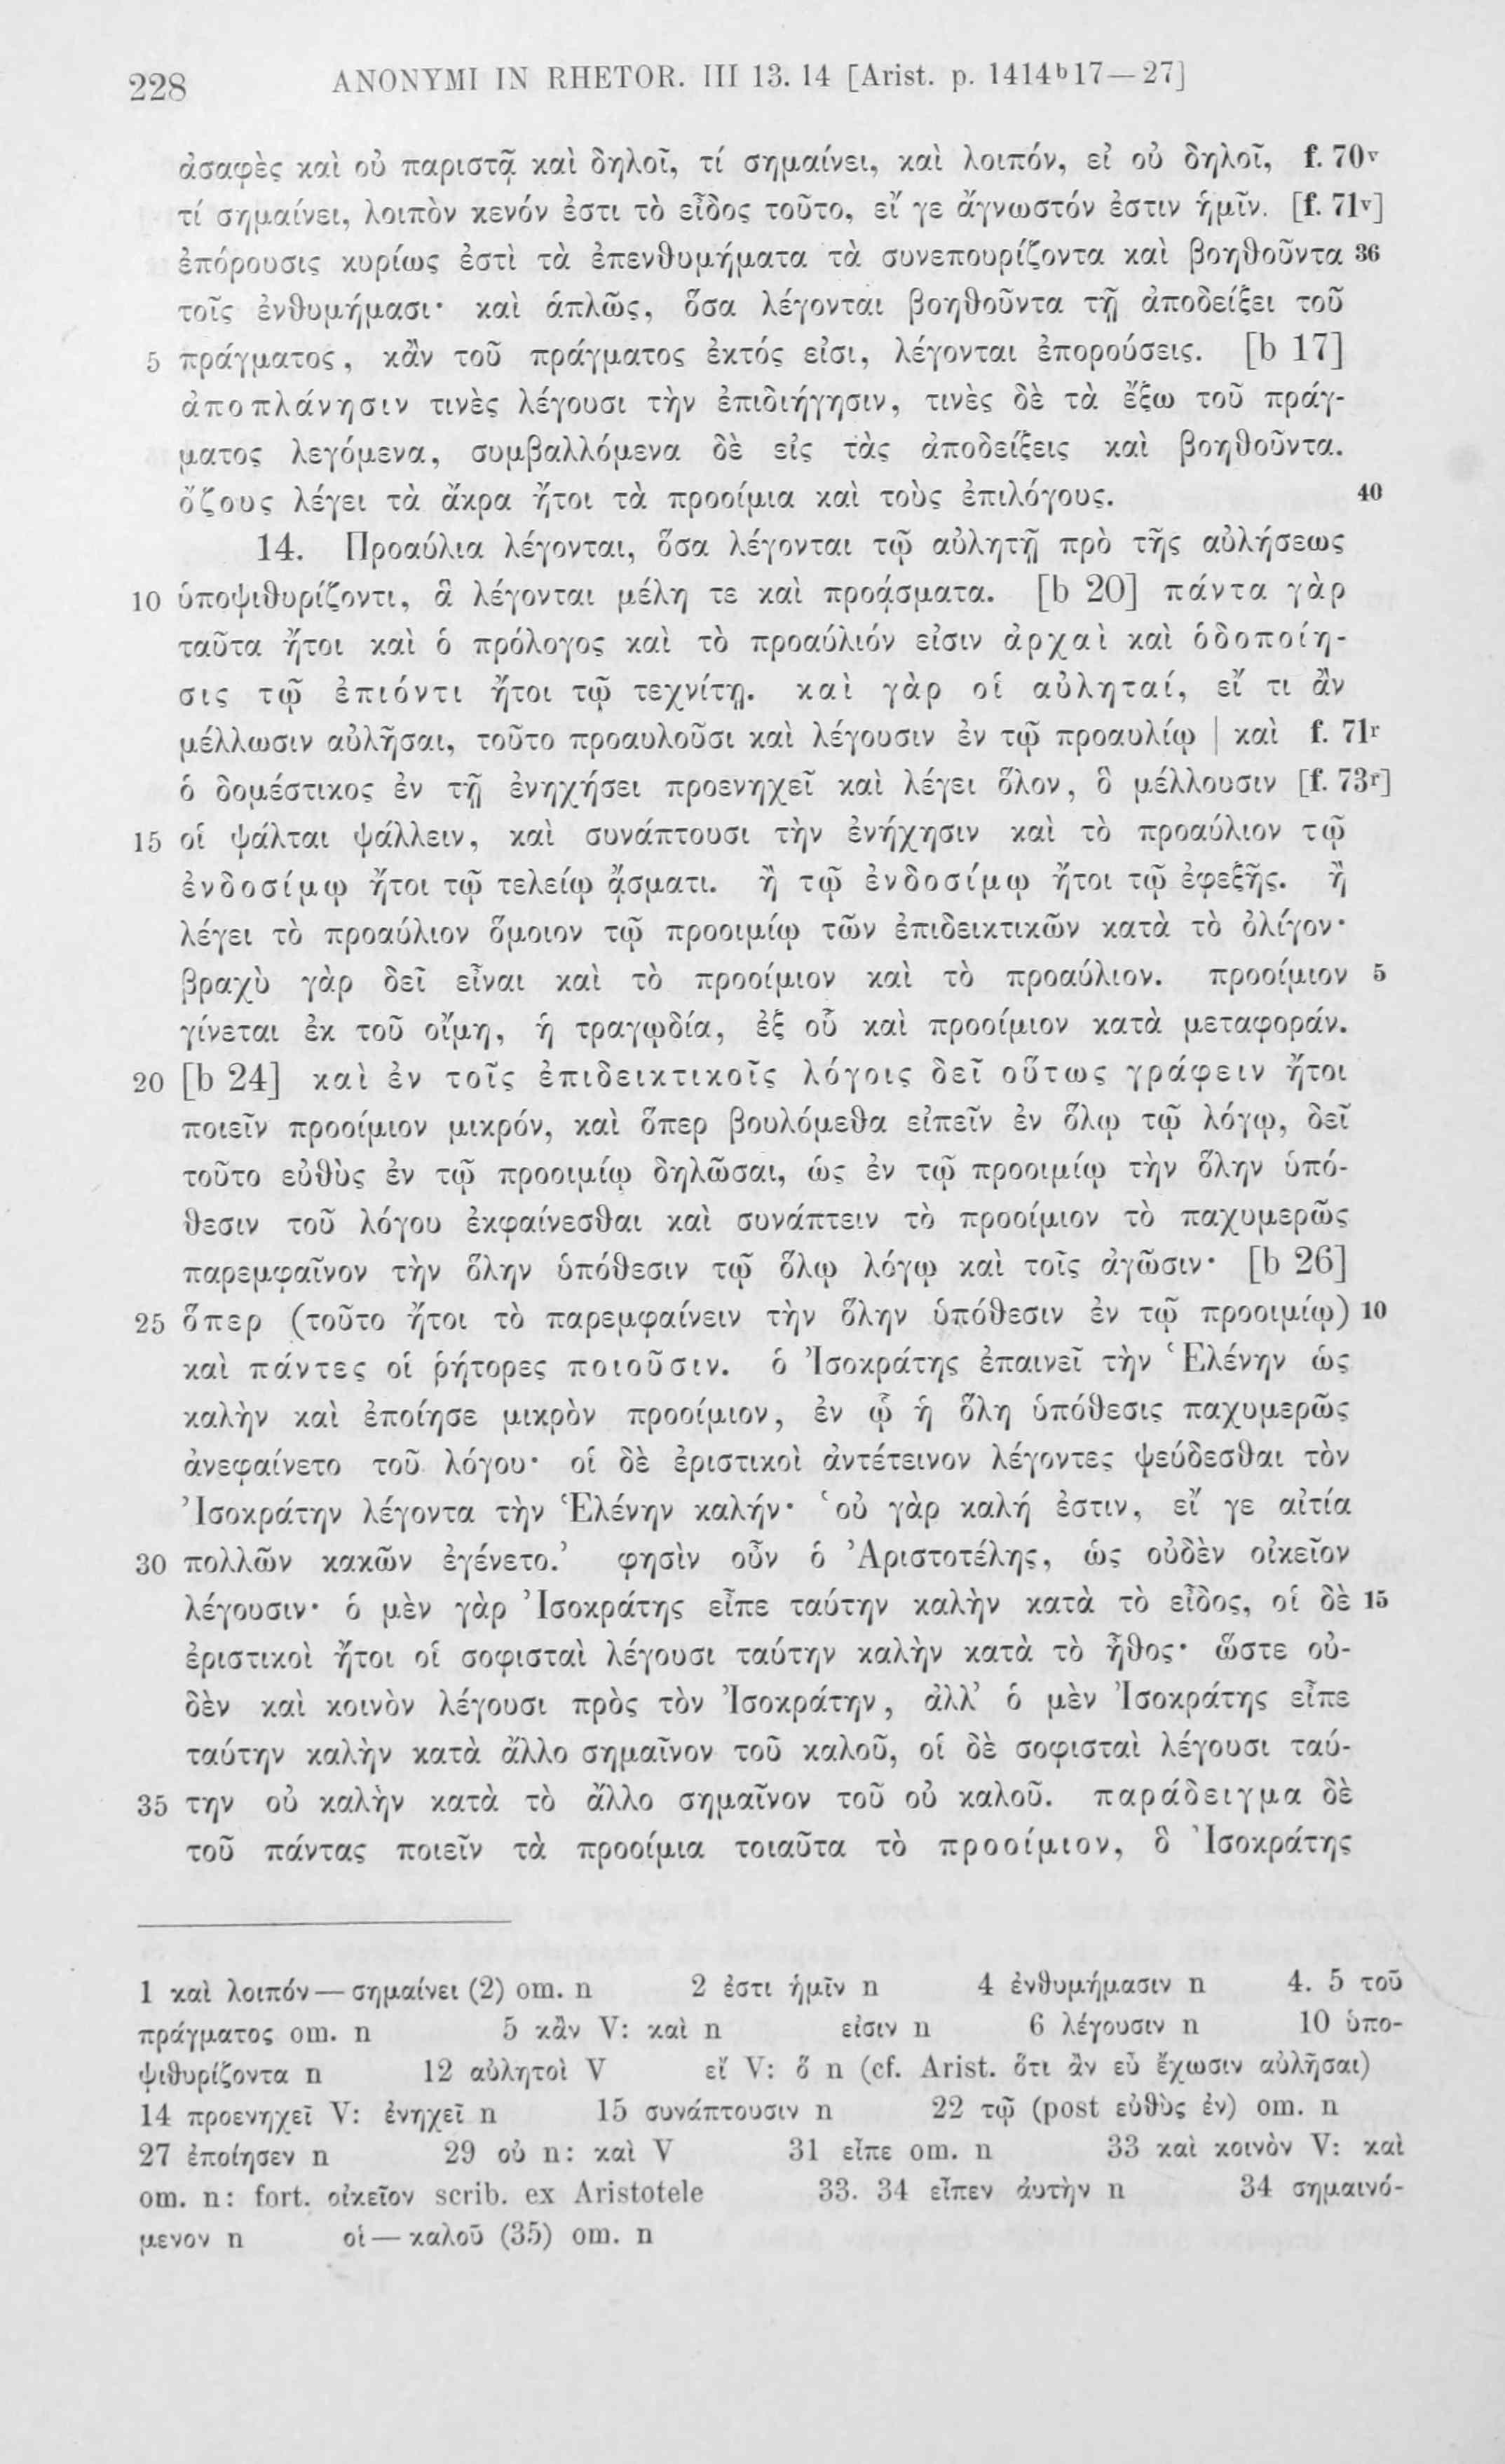 228 ANONYMI IN RHETOR. III 13. 14 [Arist. p. 1414ᵇ17—27]
ἀσαφὲς καὶ οὐ παριστᾷ καὶ δηλοῖ, τί σημαίνει, καὶ λοιπόν, εἰ οὐ δηλοῖ, f. 70ᵛ
τί σημαίνει, λοιπὸν κενόν ἐστι τὸ εἶδος τοῦτο, εἴ γε ἄγνωστόν ἐστιν ἡμῖν. [f. 71ᵛ]
ἐπόρουσις κυρίως ἐστὶ τὰ ἐπενθυμήματα τὰ συνεπουρίζοντα καὶ βοηθοῦντα 36
τοῖς ἐνθυμήμασι· καὶ ἁπλῶς, ὅσα λέγονται βοηθοῦντα τῇ ἀποδείξει τοῦ
5 πράγματος, κἂν τοῦ πράγματος ἐκτός εἰσι, λέγονται ἐπορούσεις. [b 17]
ἀποπλάνησιν τινὲς λέγουσι τὴν ἐπιδιήγησιν, τινὲς δὲ τὰ ἔξω τοῦ πράγ-
ματος λεγόμενα, συμβαλλόμενα δὲ εἰς τὰς ἀποδείξεις καὶ βοηθοῦντα.
ὄζους λέγει τὰ ἄκρα ἤτοι τὰ προοίμια καὶ τοὺς ἐπιλόγους. 40
14. Προαύλια λέγονται, ὅσα λέγονται τῷ αὐλητῇ πρὸ τῆς αὐλήσεως
10 ὑποψιθυρίζοντι, ἃ λέγονται μέλη τε καὶ προᾴσματα. [b 20] πάντα γὰρ
ταῦτα ἤτοι καὶ ὁ πρόλογος καὶ τὸ προαύλιόν εἰσιν ἀρχαὶ καὶ ὁδοποίη-
σις τῷ ἐπιόντι ἤτοι τῷ τεχνίτῃ. καὶ γὰρ οἱ αὐληταί, εἴ τι ἂν
μέλλωσιν αὐλῆσαι, τοῦτο προαυλοῦσι καὶ λέγουσιν ἐν τῷ προαυλίῳ | καὶ f. 71ʳ
ὁ δομέστικος ἐν τῇ ἐνηχήσει προενηχεῖ καὶ λέγει ὅλον, ὃ μέλλουσιν [f. 73ʳ]
15 οἱ ψάλται ψάλλειν, καὶ συνάπτουσι τὴν ἐνήχησιν καὶ τὸ προαύλιον τῷ
ἐνδοσίμῳ ἤτοι τῷ τελείῳ ᾄσματι. ἢ τῷ ἐνδοσίμῳ ἤτοι τῷ ἐφεξῆς. ἢ
λέγει τὸ προαύλιον ὅμοιον τῷ προοιμίῳ τῶν ἐπιδεικτικῶν κατὰ τὸ ὀλίγον·
βραχὺ γὰρ δεῖ εἶναι καὶ τὸ προοίμιον καὶ τὸ προαύλιον. προοίμιον 5
γίνεται ἐκ τοῦ οἴμη, ἡ τραγῳδία, ἐξ οὗ καὶ προοίμιον κατὰ μεταφοράν.
20 [b 24] καὶ ἐν τοῖς ἐπιδεικτικοῖς λόγοις δεῖ οὕτως γράφειν ἤτοι
ποιεῖν προοίμιον μικρόν, καὶ ὅπερ βουλόμεθα εἰπεῖν ἐν ὅλῳ τῷ λόγῳ, δεῖ
τοῦτο εὐθὺς ἐν τῷ προοιμίῳ δηλῶσαι, ὡς ἐν τῷ προοιμίῳ τὴν ὅλην ὑπό-
θεσιν τοῦ λόγου ἐκφαίνεσθαι καὶ συνάπτειν τὸ προοίμιον τὸ παχυμερῶς
παρεμφαῖνον τὴν ὅλην ὑπόθεσιν τῷ ὅλῳ λόγῳ καὶ τοῖς ἀγῶσιν· [b 26]
25 ὅπερ (τοῦτο ἤτοι τὸ παρεμφαίνειν τὴν ὅλην ὑπόθεσιν ἐν τῷ προοιμίῳ) 10
καὶ πάντες οἱ ῥήτορες ποιοῦσιν. ὁ Ἰσοκράτης ἐπαινεῖ τὴν Ἑλένην ὡς
καλὴν καὶ ἐποίησε μικρὸν προοίμιον, ἐν ᾧ ἡ ὅλη ὑπόθεσις παχυμερῶς
ἀνεφαίνετο τοῦ λόγου· οἱ δὲ ἐριστικοὶ ἀντέτεινον λέγοντες ψεύδεσθαι τὸν
Ἰσοκράτην λέγοντα τὴν Ἑλένην καλήν· ‘οὐ γὰρ καλή ἐστιν, εἴ γε αἰτία
30 πολλῶν κακῶν ἐγένετο.’ φησὶν οὖν ὁ Ἀριστοτέλης, ὡς οὐδὲν οἰκεῖον
λέγουσιν· ὁ μὲν γὰρ Ἰσοκράτης εἶπε ταύτην καλὴν κατὰ τὸ εἶδος, οἱ δὲ 15
ἐριστικοὶ ἤτοι οἱ σοφισταὶ λέγουσι ταύτην καλὴν κατὰ τὸ ἦθος· ὥστε οὐ-
δὲν καὶ κοινὸν λέγουσι πρὸς τὸν Ἰσοκράτην, ἀλλ’ ὁ μὲν Ἰσοκράτης εἶπε
ταύτην καλὴν κατὰ ἄλλο σημαῖνον τοῦ καλοῦ, οἱ δὲ σοφισταὶ λέγουσι ταύ-
35 την οὐ καλὴν κατὰ τὸ ἄλλο σημαῖνον τοῦ οὐ καλοῦ. παράδειγμα δὲ
τοῦ πάντας ποιεῖν τὰ προοίμια τοιαῦτα τὸ προοίμιον, ὃ Ἰσοκράτης
1 καὶ λοιπόν — σημαίνει (2) om. n 2 ἐστι ἡμῖν n 4 ἐνθυμήμασιν n 4. 5 τοῦ
πράγματος om. n 5 κἂν V: καὶ n εἰσιν n 6 λέγουσιν n 10 ὑπο-
ψιθυρίζοντα n 12 αὐλητοὶ V εἴ V: ὅ n (cf. Arist. ὅτι ἂν εὖ ἔχωσιν αὐλῆσαι)
14 προενηχεῖ V: ἐνηχεῖ n 15 συνάπτουσιν n 22 τῷ (post εὐθὺς ἐν) om. n
27 ἐποίησεν n 29 οὐ n: καὶ V 31 εἶπε om. n 33 καὶ κοινὸν V: καὶ
om. n: fort. οἰκεῖον scrib. ex Aristotele 33. 34 εἶπεν ἀυτὴν n 34 σημαινό-
μενον n οἱ — καλοῦ (35) om. n